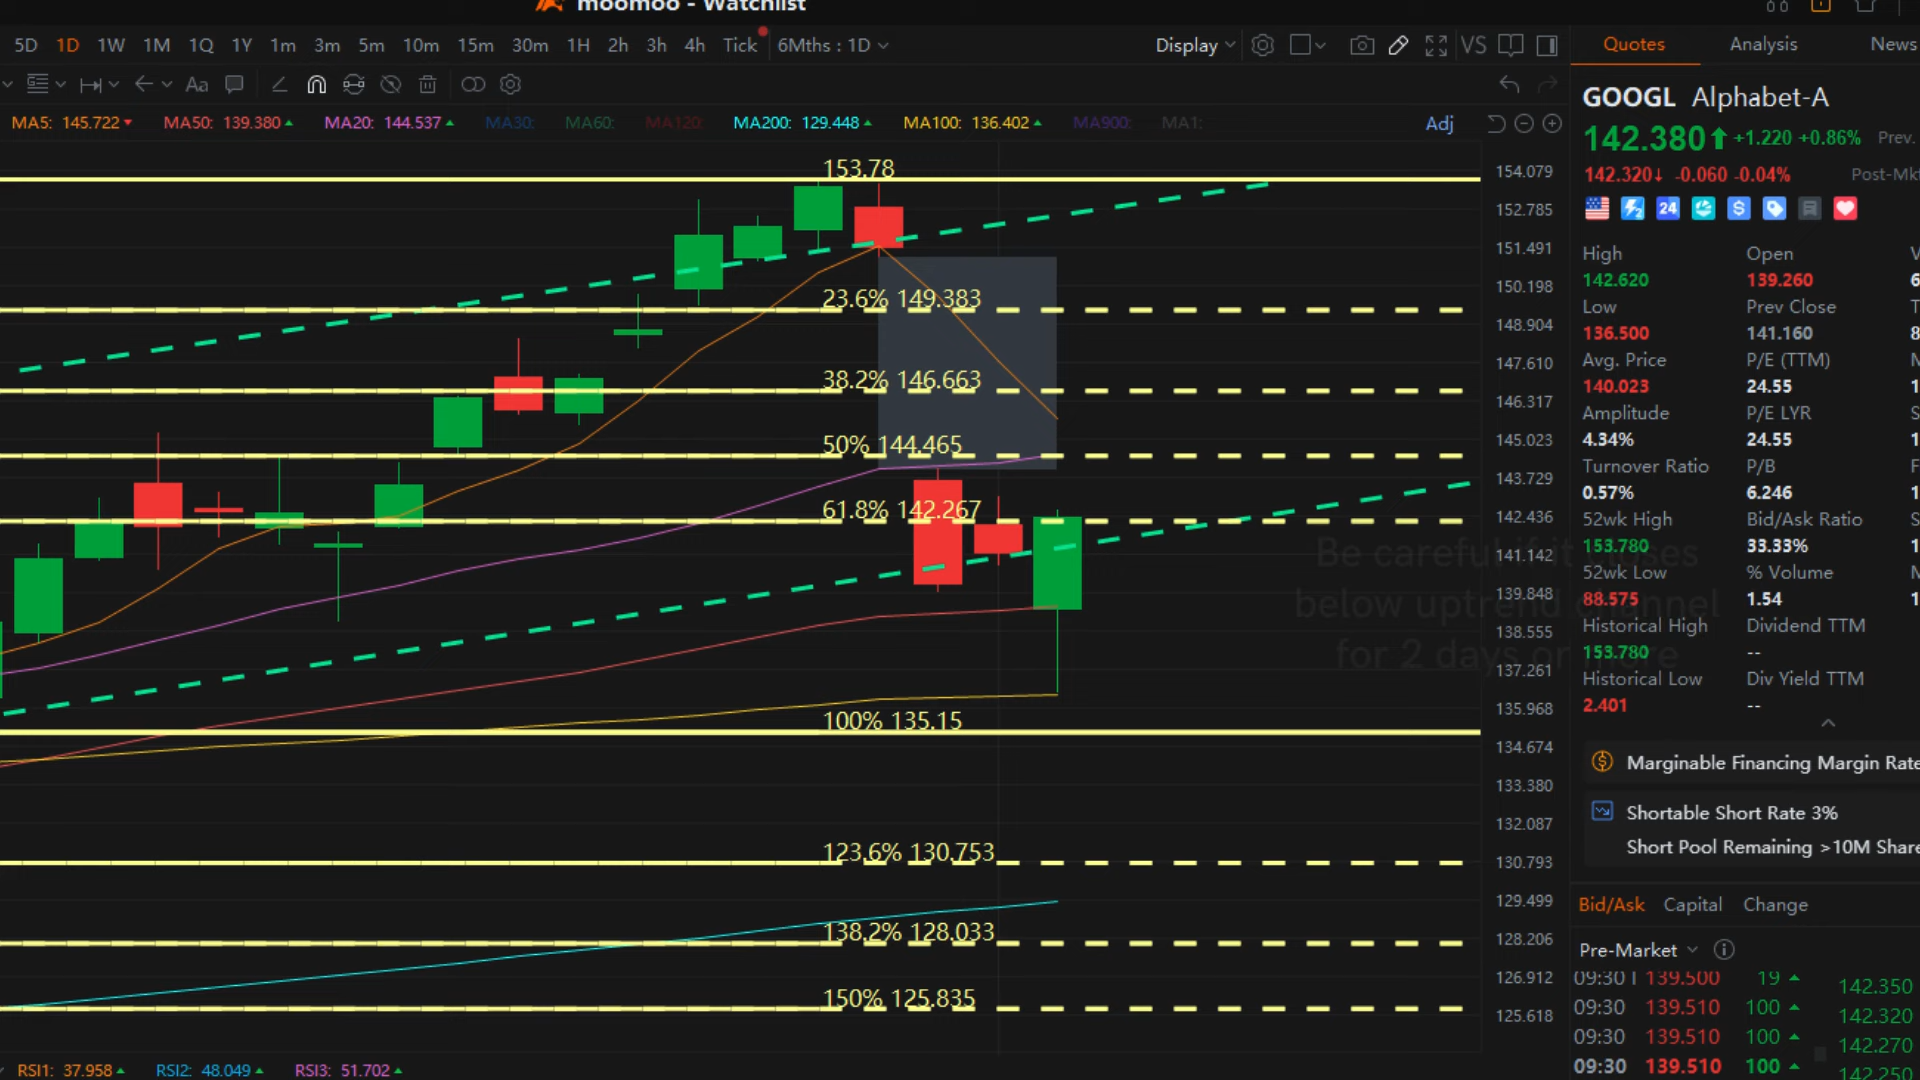 moomoo - Watchlist
5D 1D 1W 1M 1Q 1Y 1m 3m 5m 10m 15m 30m 1H 2h 3h 4h Tick 6Mths : 1D Display VS Quotes Analysis News
Aa
MA5: 145.722 MA50: 139.380 MA20: 144.537 MA30: MA60: MA120: MA200: 129.448 MA100: 136.402 MA900: MA1: Adj
GOOGL Alphabet-A
142.380 +1.220 +0.86% Prev.
142.320↓ -0.060 -0.04% Post-Mkt
24
153.78
23.6% 149.383
38.2% 146.663
50% 144.465
61.8% 142.267
100% 135.15
123.6% 130.753
138.2% 128.033
150% 125.835
154.079
152.785
151.491
150.198
148.904
147.610
146.317
145.023
143.729
142.436
141.142
139.848
138.555
137.261
135.968
134.674
133.380
132.087
130.793
129.499
128.206
126.912
125.618
Be careful if it closes
below uptrend channel
for 2 days or more
High Open
142.620 139.260
Low Prev Close
136.500 141.160
Avg. Price P/E (TTM)
140.023 24.55
Amplitude P/E LYR
4.34% 24.55
Turnover Ratio P/B
0.57% 6.246
52wk High Bid/Ask Ratio
153.780 33.33%
52wk Low % Volume
88.575 1.54
Historical High Dividend TTM
153.780 --
Historical Low Div Yield TTM
2.401 --
Marginable Financing Margin Rate
Shortable Short Rate 3%
Short Pool Remaining >10M Share
Bid/Ask Capital Change
Pre-Market
09:30 139.500 19 142.350
09:30 139.510 100 142.320
09:30 139.510 100 142.270
09:30 139.510 100 142.250
RSI1: 37.958 RSI2: 48.049 RSI3: 51.702